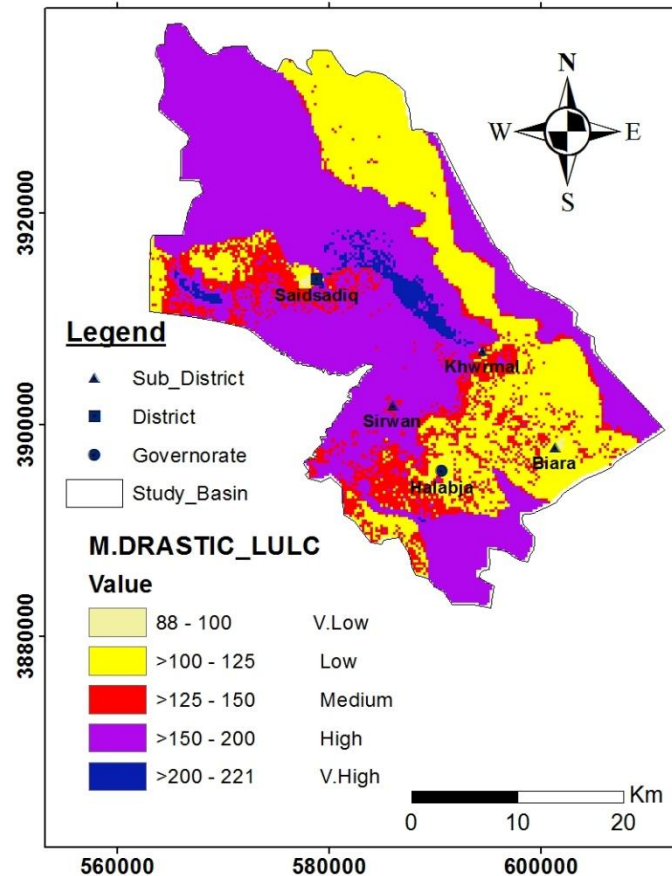 N
W E
S
3920000
Saidsadiq
Legend
Sub_District
Khwrmal
District
Sirwan
3900000
Governorate
Biara
Halabja
Study_Basin
M.DRASTIC_LULC
Value
3880000
88 - 100 V.Low
>100 - 125 Low
>125 - 150 Medium
>150 - 200 High
>200 - 221 V.High
Km
0 10 20
560000 580000 600000